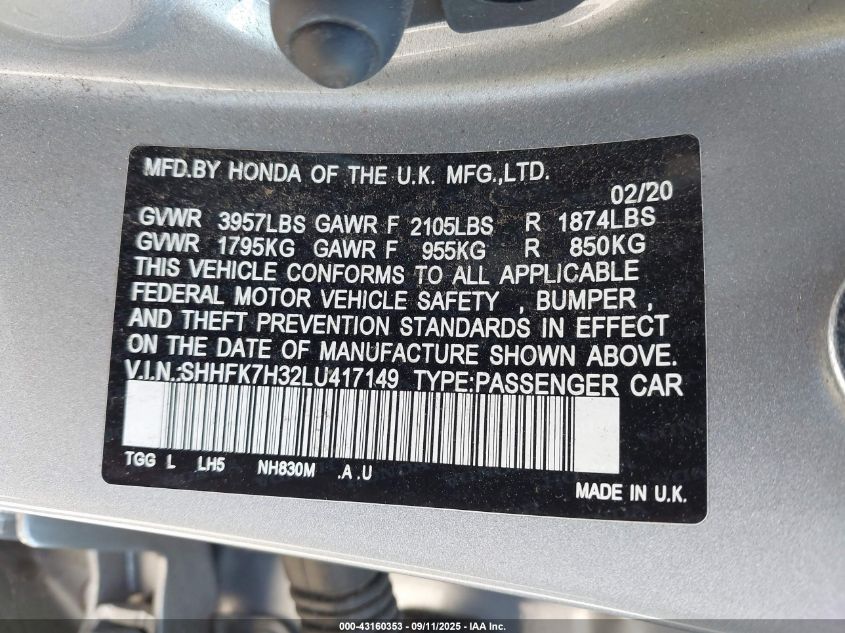 MFD.BY HONDA OF THE U.K. MFG.,LTD.
02/20
GVWR 3957LBS GAWR F 2105LBS R 1874LBS
GVWR 1795KG GAWR F 955KG R 850KG
THIS VEHICLE CONFORMS TO ALL APPLICABLE
FEDERAL MOTOR VEHICLE SAFETY , BUMPER ,
AND THEFT PREVENTION STANDARDS IN EFFECT
ON THE DATE OF MANUFACTURE SHOWN ABOVE.
V.I.N.:SHHFK7H32LU417149 TYPE:PASSENGER CAR
TGG L LH5 NH830M .A .U
MADE IN U.K.
000-43160353 - 09/11/2025 - IAA Inc.